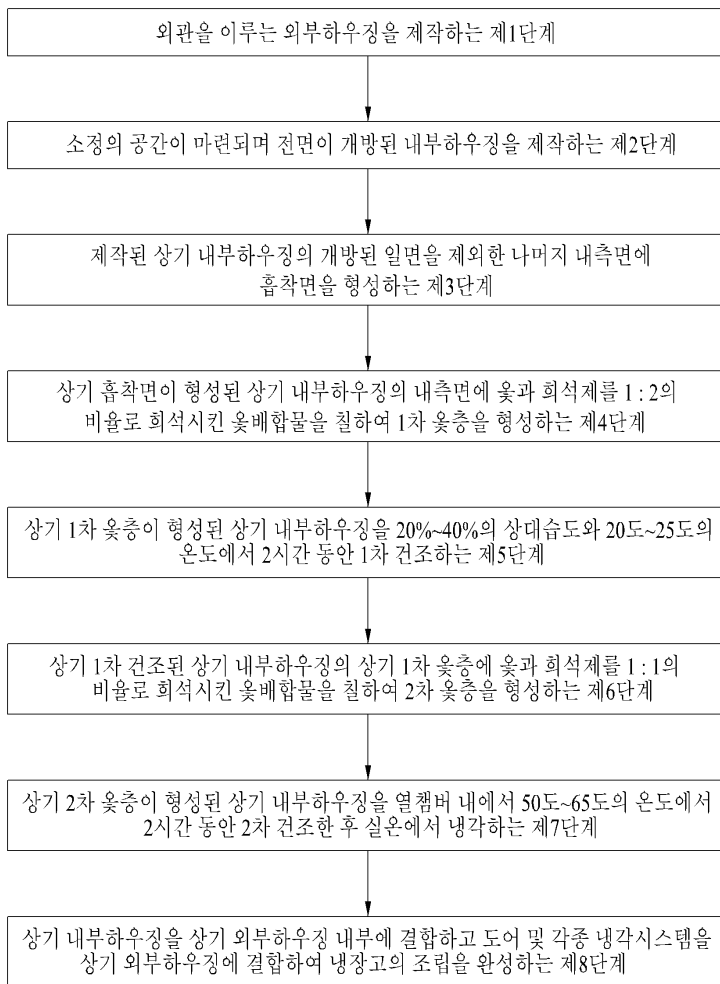 외관을 이루는 외부하우징을 제작하는 제1단계
소정의 공간이 마련되며 전면이 개방된 내부하우징을 제작하는 제2단계
제작된 상기 내부하우징의 개방된 일면을 제외한 나머지 내측면에
흡착면을 형성하는 제3단계
상기 흡착면이 형성된 상기 내부하우징의 내측면에 옻과 희석제를 1 : 2의
비율로 희석시킨 옻배합물을 칠하여 1차 옻층을 형성하는 제4단계
상기 1차 옻층이 형성된 상기 내부하우징을 20%~40%의 상대습도와 20도~25도의
온도에서 2시간 동안 1차 건조하는 제5단계
상기 1차 건조된 상기 내부하우징의 상기 1차 옻층에 옻과 희석제를 1 : 1의
비율로 희석시킨 옻배합물을 칠하여 2차 옻층을 형성하는 제6단계
상기 2차 옻층이 형성된 상기 내부하우징을 열챔버 내에서 50도~65도의 온도에서
2시간 동안 2차 건조한 후 실온에서 냉각하는 제7단계
상기 내부하우징을 상기 외부하우징 내부에 결합하고 도어 및 각종 냉각시스템을
상기 외부하우징에 결합하여 냉장고의 조립을 완성하는 제8단계